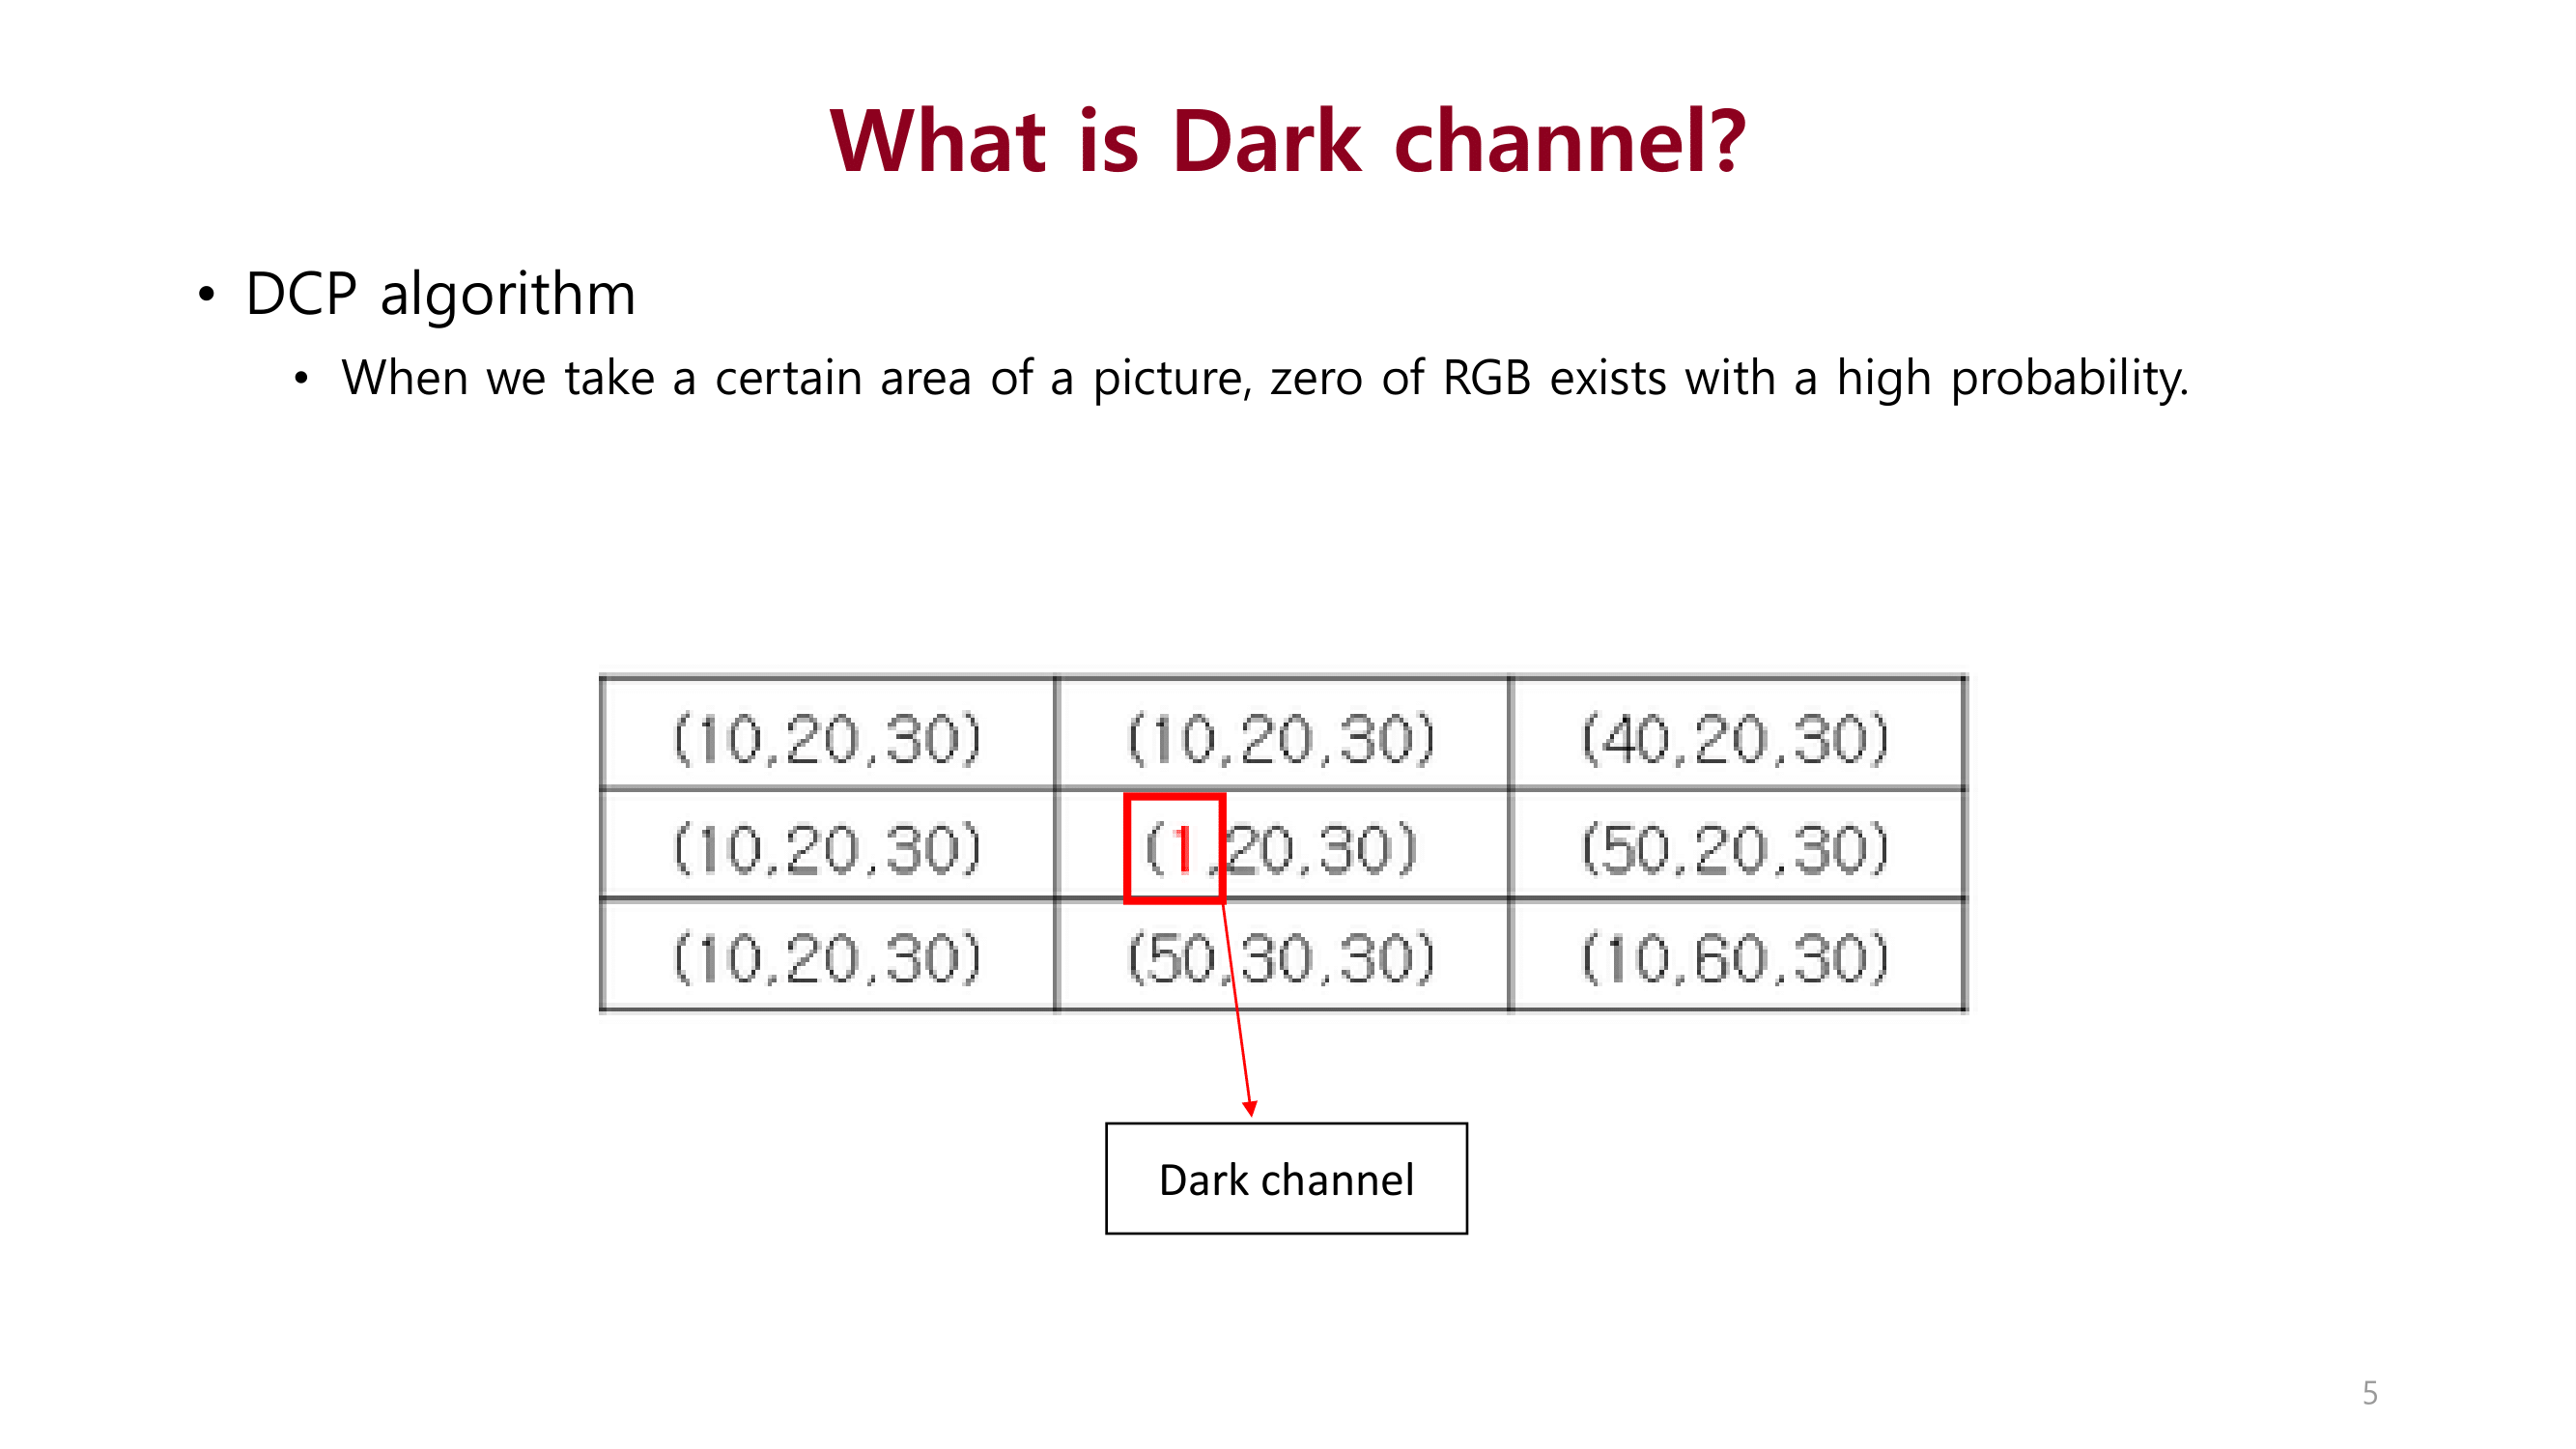 What is Dark channel?
• DCP algorithm
• When we take a certain area of a picture, zero of RGB exists with a high probability.
(10,20,30) (10,20,30) (40,20,30)
(10,20,30) (1,20,30) (50,20,30)
(10,20,30) (50,30,30) (10,60,30)
Dark channel
5